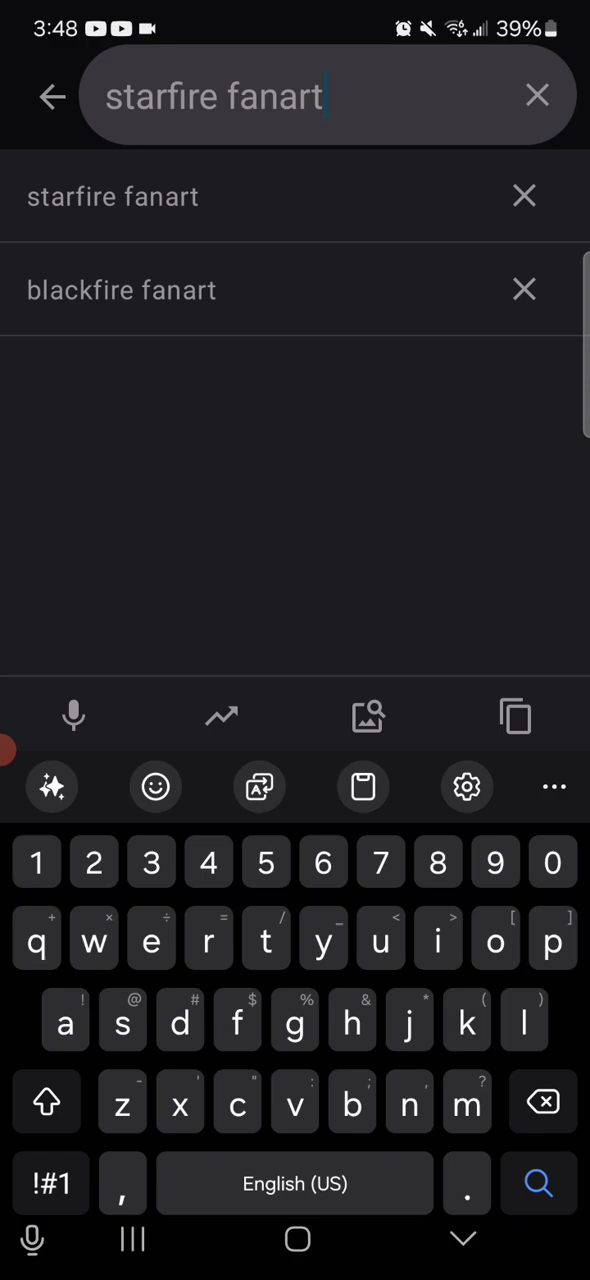 3:48 39%
starfire fanart
starfire fanart
blackfire fanart
1 2 3 4 5 6 7 8 9 0
+ × ÷ = / _ < > [ ]
q w e r t y u i o p
! @ # $ % & * ( )
a s d f g h j k l
- ' " : ; , ?
z x c v b n m
!#1 , English (US) .